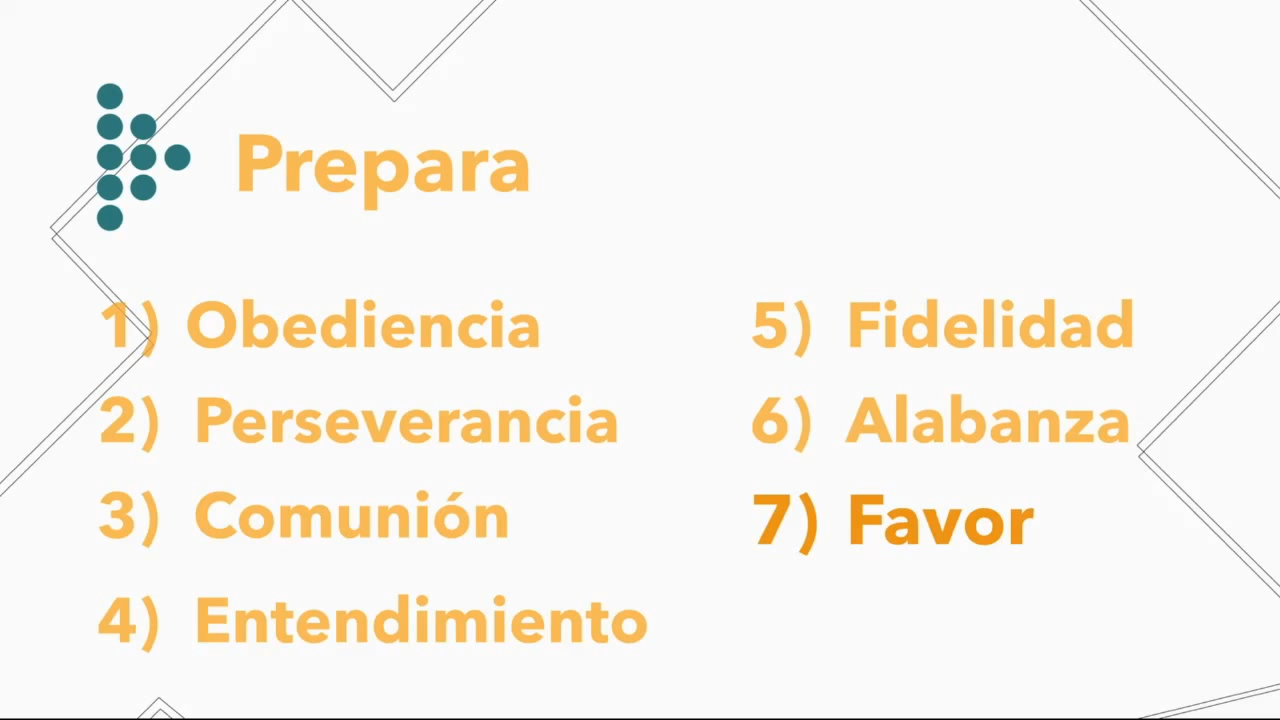 Prepara
1) Obediencia
2) Perseverancia
3) Comunión
4) Entendimiento
5) Fidelidad
6) Alabanza
7) Favor